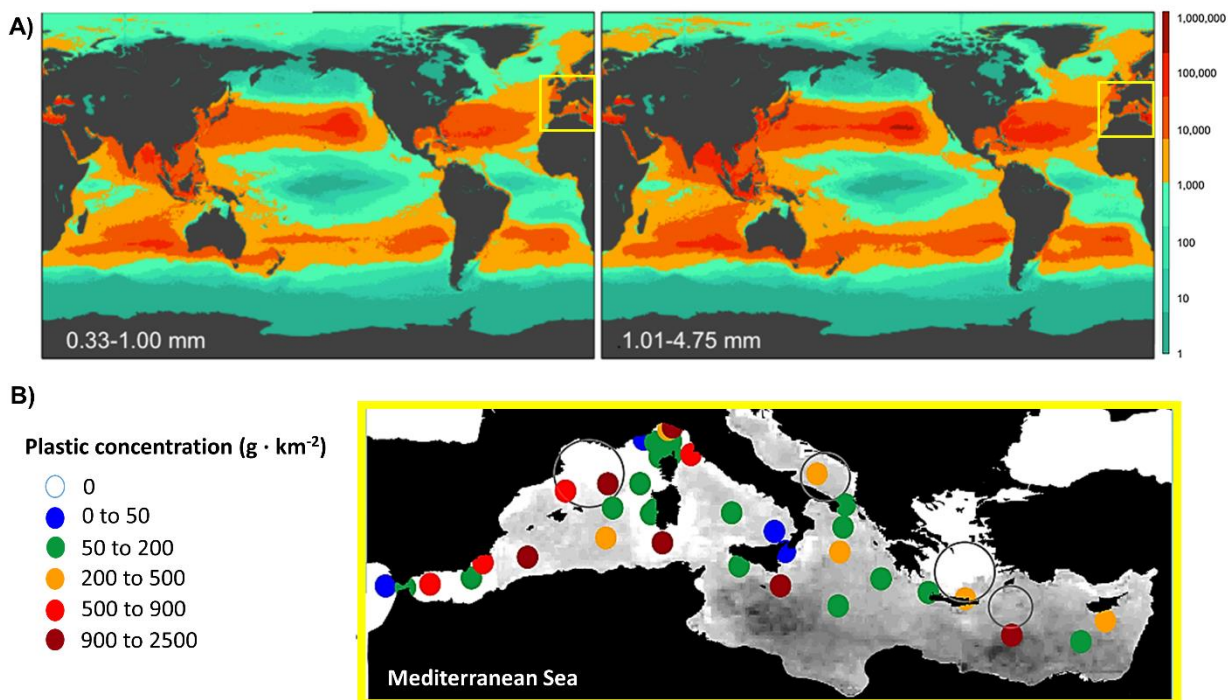 A)
0.33-1.00 mm
1.01-4.75 mm
1,000,000
100,000
10,000
1,000
100
10
1
B)
Plastic concentration (g · km⁻²)
0
0 to 50
50 to 200
200 to 500
500 to 900
900 to 2500
Mediterranean Sea